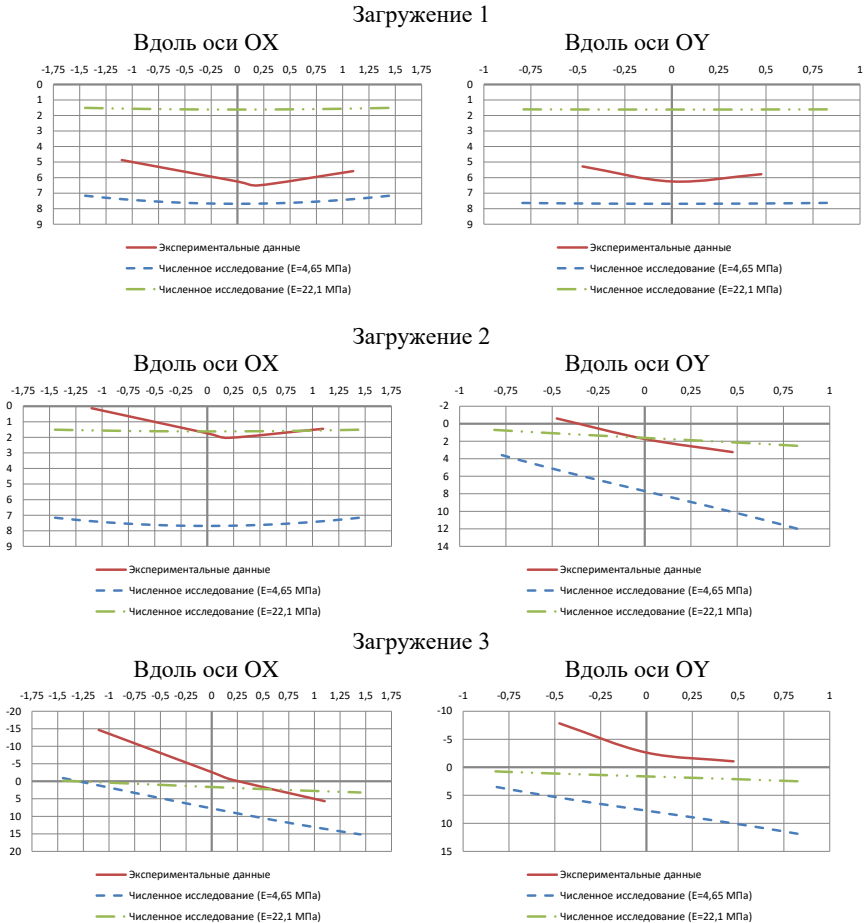 Загружение 1
Вдоль оси OX
Вдоль оси OY
-1,75 -1,5 -1,25 -1 -0,75 -0,5 -0,25 0 0,25 0,5 0,75 1 1,25 1,5 1,75
0
1
2
3
4
5
6
7
8
9
Экспериментальные данные
Численное исследование (E=4,65 МПа)
Численное исследование (E=22,1 МПа)
-1 -0,75 -0,5 -0,25 0 0,25 0,5 0,75 1
0
1
2
3
4
5
6
7
8
9
Экспериментальные данные
Численное исследование (E=4,65 МПа)
Численное исследование (E=22,1 МПа)
Загружение 2
Вдоль оси OX
Вдоль оси OY
-1,75 -1,5 -1,25 -1 -0,75 -0,5 -0,25 0 0,25 0,5 0,75 1 1,25 1,5 1,75
0
1
2
3
4
5
6
7
8
9
Экспериментальные данные
Численное исследование (E=4,65 МПа)
Численное исследование (E=22,1 МПа)
-1 -0,75 -0,5 -0,25 0 0,25 0,5 0,75 1
-2
0
2
4
6
8
10
12
14
Экспериментальные данные
Численное исследование (E=4,65 МПа)
Численное исследование (E=22,1 МПа)
Загружение 3
Вдоль оси OX
Вдоль оси OY
-1,75 -1,5 -1,25 -1 -0,75 -0,5 -0,25 0 0,25 0,5 0,75 1 1,25 1,5 1,75
-20
-15
-10
-5
0
5
10
15
20
Экспериментальные данные
Численное исследование (E=4,65 МПа)
Численное исследование (E=22,1 МПа)
-1 -0,75 -0,5 -0,25 0 0,25 0,5 0,75 1
-10
-5
0
5
10
15
Экспериментальные данные
Численное исследование (E=4,65 МПа)
Численное исследование (E=22,1 МПа)